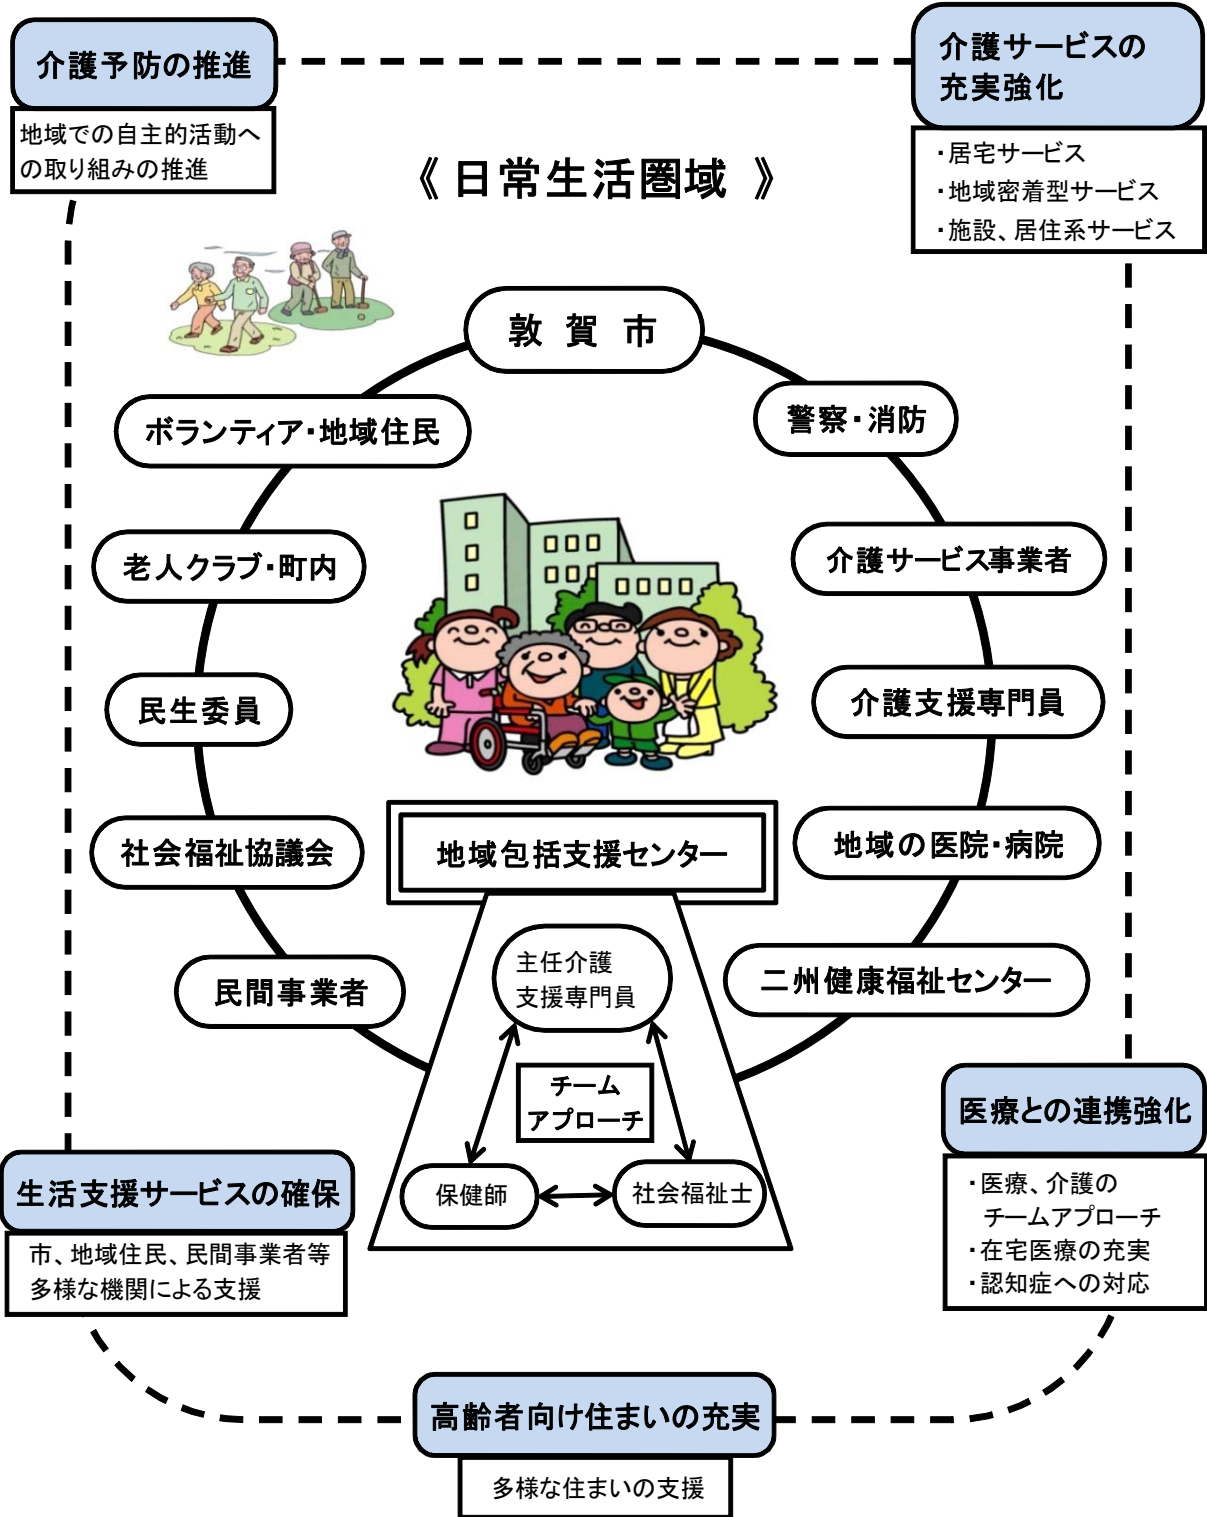 介護予防の推進
地域での自主的活動へ
の取り組みの推進
介護サービスの
充実強化
・居宅サービス
・地域密着型サービス
・施設、居住系サービス
《 日常生活圏域 》
敦 賀 市
ボランティア・地域住民
警察・消防
老人クラブ・町内
介護サービス事業者
民生委員
介護支援専門員
社会福祉協議会
地域包括支援センター
地域の医院・病院
民間事業者
主任介護
支援専門員
二州健康福祉センター
チーム
アプローチ
保健師
社会福祉士
生活支援サービスの確保
市、地域住民、民間事業者等
多様な機関による支援
医療との連携強化
・医療、介護の
チームアプローチ
・在宅医療の充実
・認知症への対応
高齢者向け住まいの充実
多様な住まいの支援